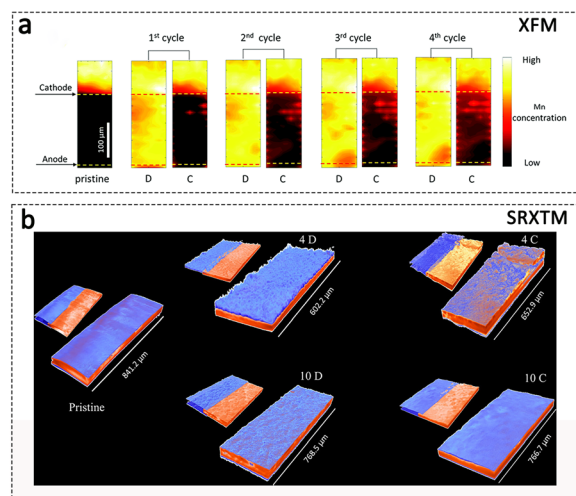 a
XFM
1st cycle
2nd cycle
3rd cycle
4th cycle
High
Cathode
Mn
concentration
100 μm
Anode
Low
pristine
D
C
D
C
D
C
D
C
b
SRXTM
4 D
4 C
602.2 μm
652.9 μm
841.2 μm
Pristine
10 D
10 C
768.5 μm
766.7 μm